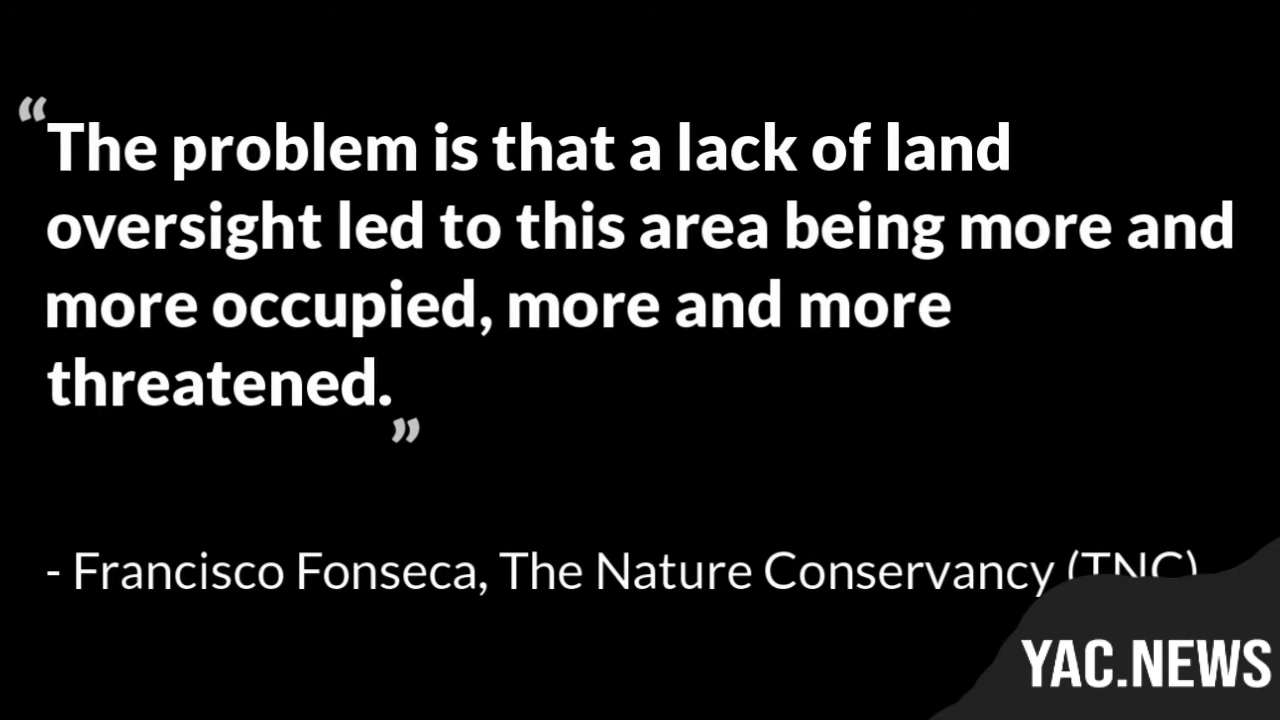 “The problem is that a lack of land
oversight led to this area being more and
more occupied, more and more
threatened.”
- Francisco Fonseca, The Nature Conservancy (TNC)
YAC.NEWS